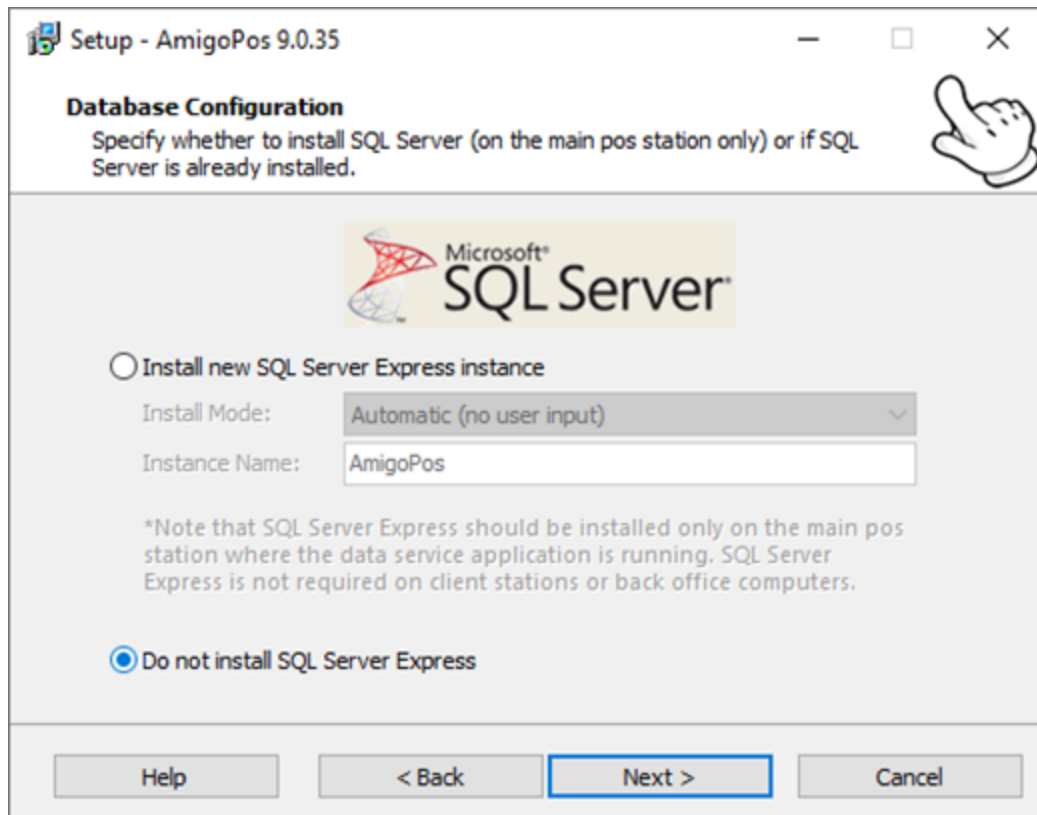 Setup - AmigoPos 9.0.35
Database Configuration
Specify whether to install SQL Server (on the main pos station only) or if SQL
Server is already installed.
Microsoft®
SQL Server®
™
Install new SQL Server Express instance
Install Mode: Automatic (no user input)
Instance Name: AmigoPos
*Note that SQL Server Express should be installed only on the main pos
station where the data service application is running. SQL Server
Express is not required on client stations or back office computers.
Do not install SQL Server Express
Help < Back Next > Cancel